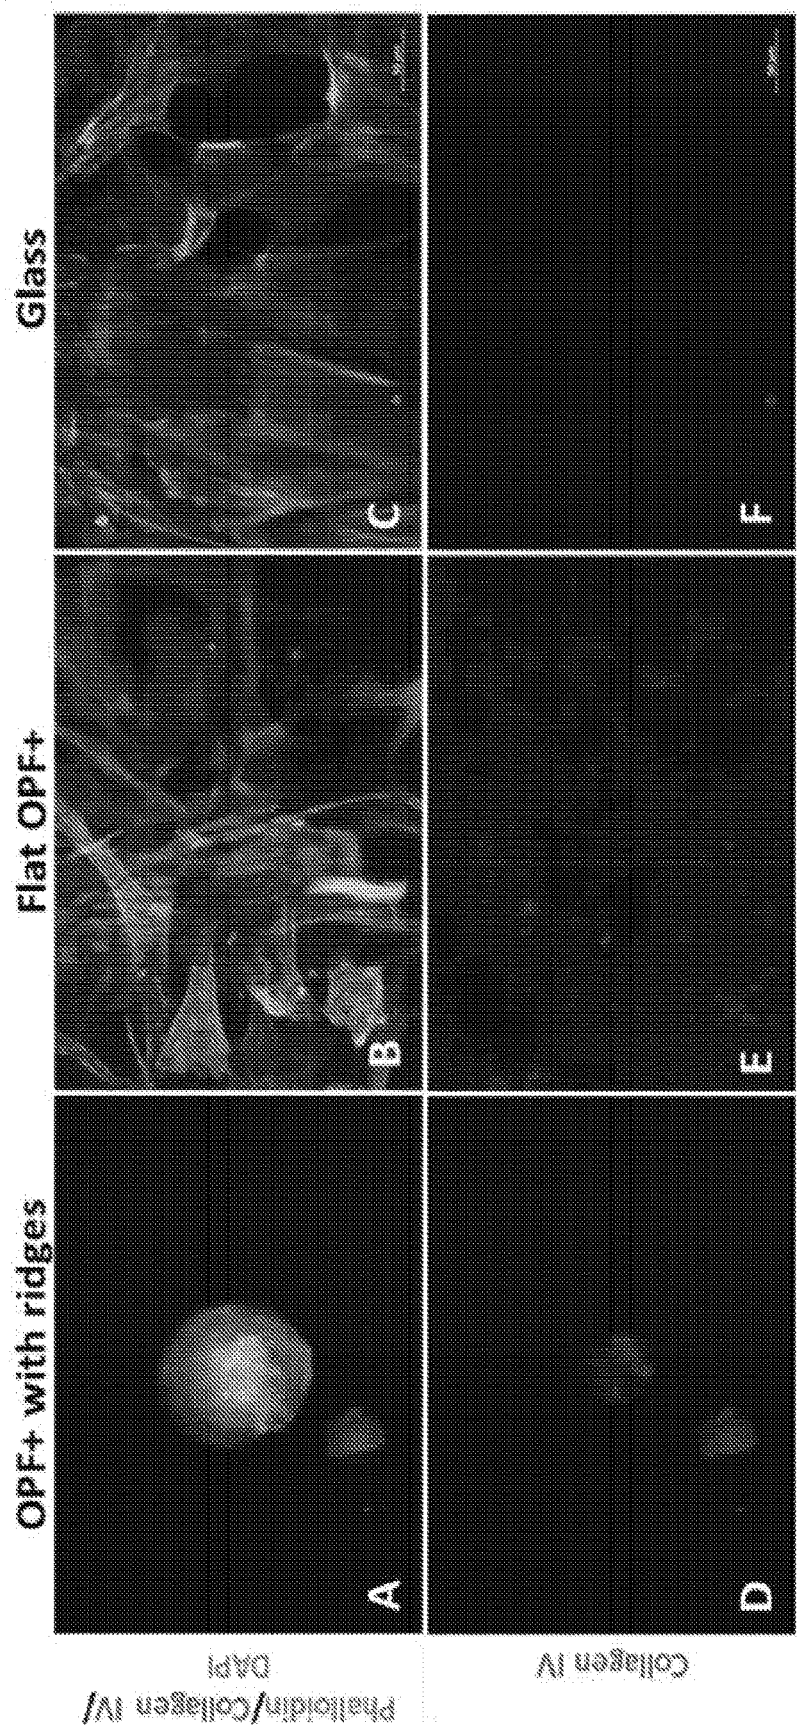 OPF+ with ridges
Flat OPF+
Glass
Phalloidin/Collagen IV/
DAPI
A
B
C
Collagen IV
D
E
F